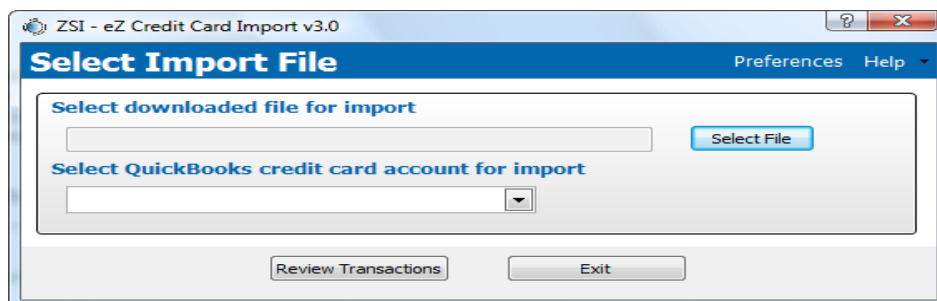 ZSI - eZ Credit Card Import v3.0
?
Select Import File
Preferences Help
Select downloaded file for import
Select File
Select QuickBooks credit card account for import
Review Transactions Exit